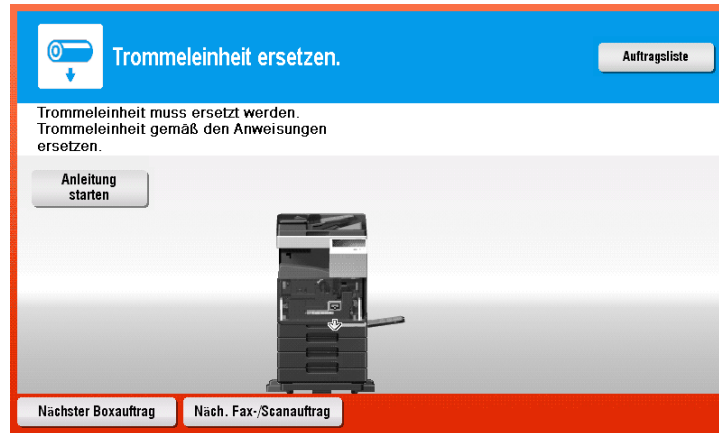 Trommeleinheit ersetzen.
Auftragsliste
Trommeleinheit muss ersetzt werden.
Trommeleinheit gemäß den Anweisungen
ersetzen.
Anleitung
starten
Nächster Boxauftrag
Näch. Fax-/Scanauftrag